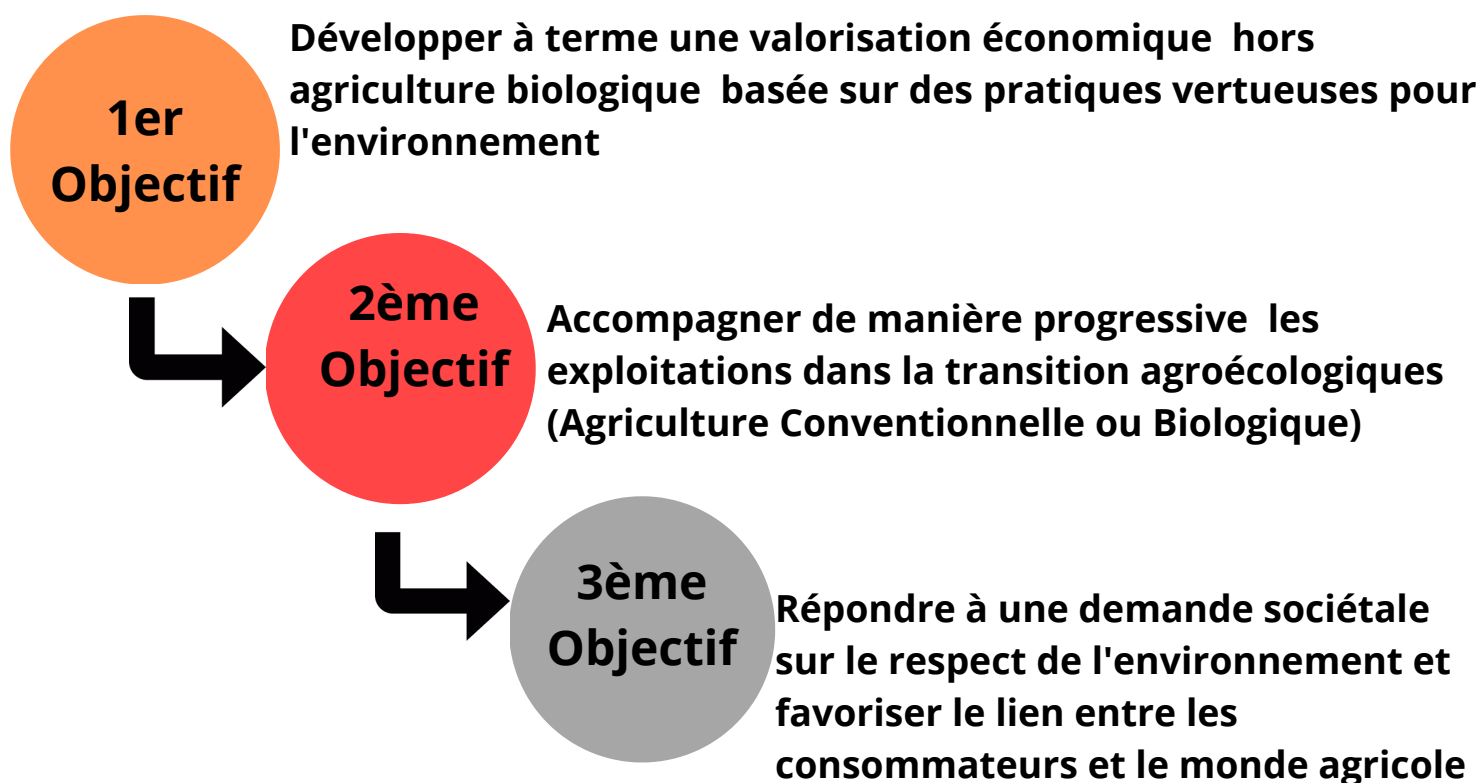 1er
Objectif
Développer à terme une valorisation économique hors
agriculture biologique basée sur des pratiques vertueuses pour
l'environnement
2ème
Objectif
Accompagner de manière progressive les
exploitations dans la transition agroécologiques
(Agriculture Conventionnelle ou Biologique)
3ème
Objectif
Répondre à une demande sociétale
sur le respect de l'environnement et
favoriser le lien entre les
consommateurs et le monde agricole